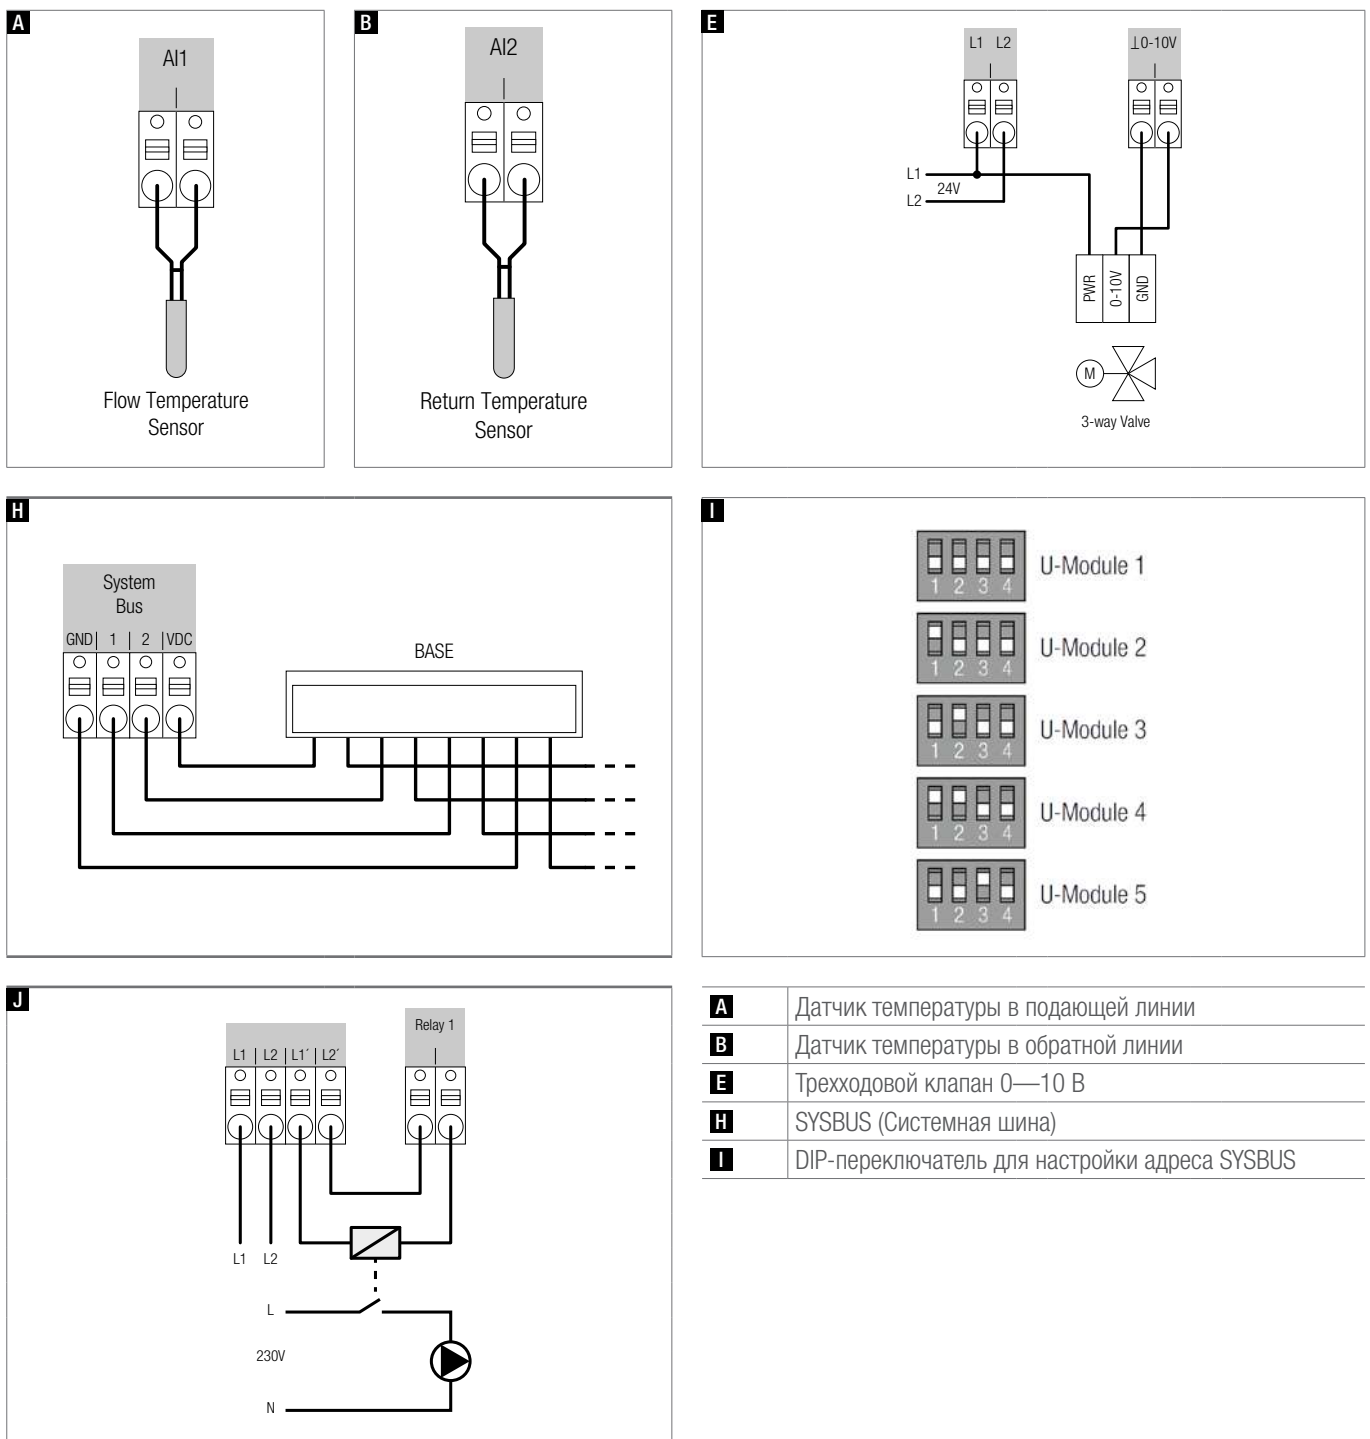 A
AI1
Flow Temperature
Sensor
B
AI2
Return Temperature
Sensor
E
L1 L2
⊥0-10V
L1
24V
L2
PWR
0-10V
GND
M
3-way Valve
H
System
Bus
GND | 1 | 2 | VDC
BASE
I
1 2 3 4
U-Module 1
1 2 3 4
U-Module 2
1 2 3 4
U-Module 3
1 2 3 4
U-Module 4
1 2 3 4
U-Module 5
J
L1 | L2 | L1´ | L2´
Relay 1
L1 L2
L
230V
N
A Датчик температуры в подающей линии
B Датчик температуры в обратной линии
E Трехходовой клапан 0—10 В
H SYSBUS (Системная шина)
I DIP-переключатель для настройки адреса SYSBUS